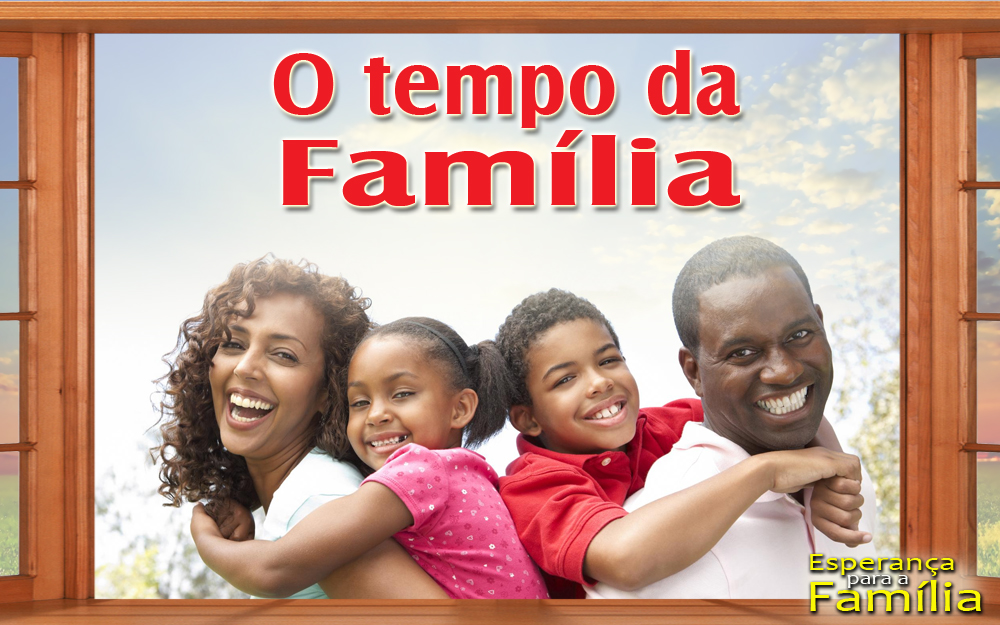 O tempo da
Família
Esperança
para a
Família